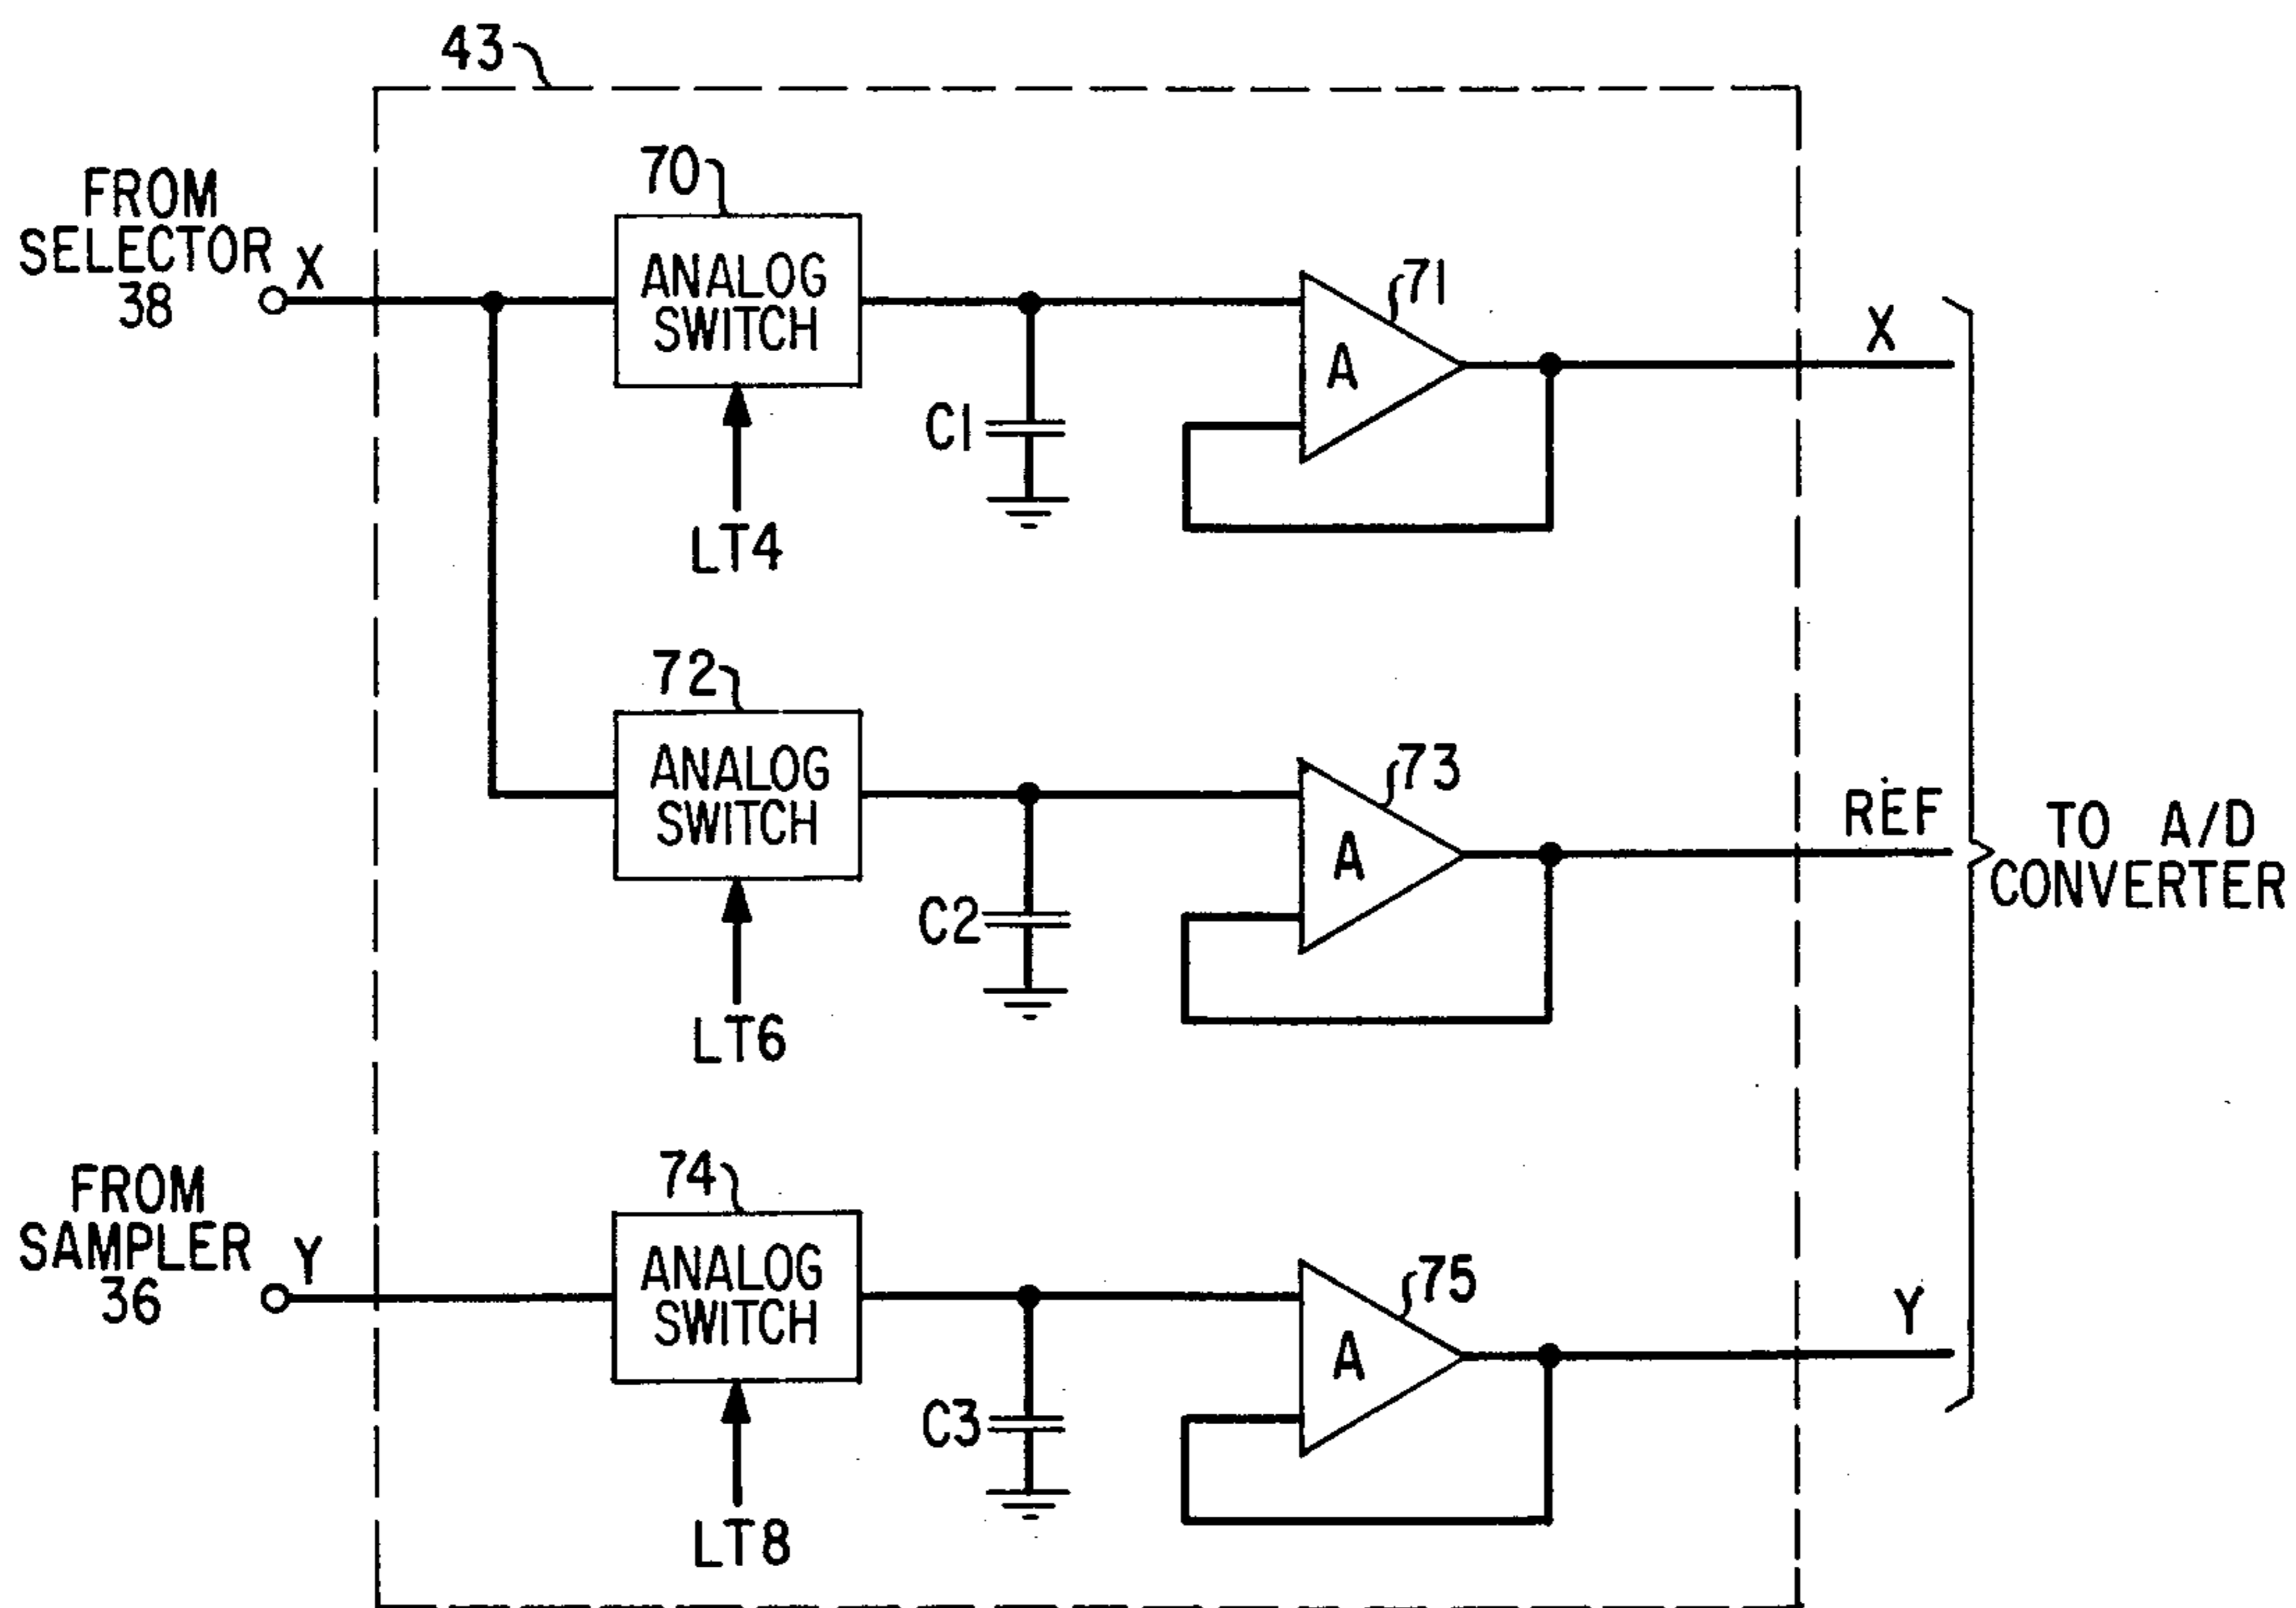 43
FROM
SELECTOR
38
X
70
ANALOG
SWITCH
LT4
C1
71
A
X
72
ANALOG
SWITCH
LT6
C2
73
A
REF
TO A/D
CONVERTER
FROM
SAMPLER
36
Y
74
ANALOG
SWITCH
LT8
C3
75
A
Y